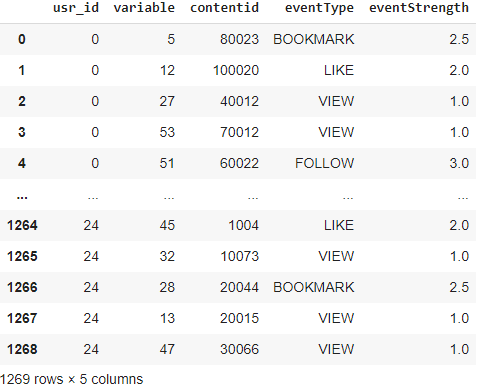 usr_id variable contentid eventType eventStrength
0 0 5 80023 BOOKMARK 2.5
1 0 12 100020 LIKE 2.0
2 0 27 40012 VIEW 1.0
3 0 53 70012 VIEW 1.0
4 0 51 60022 FOLLOW 3.0
... ... ... ... ... ...
1264 24 45 1004 LIKE 2.0
1265 24 32 10073 VIEW 1.0
1266 24 28 20044 BOOKMARK 2.5
1267 24 13 20015 VIEW 1.0
1268 24 47 30066 VIEW 1.0
1269 rows × 5 columns